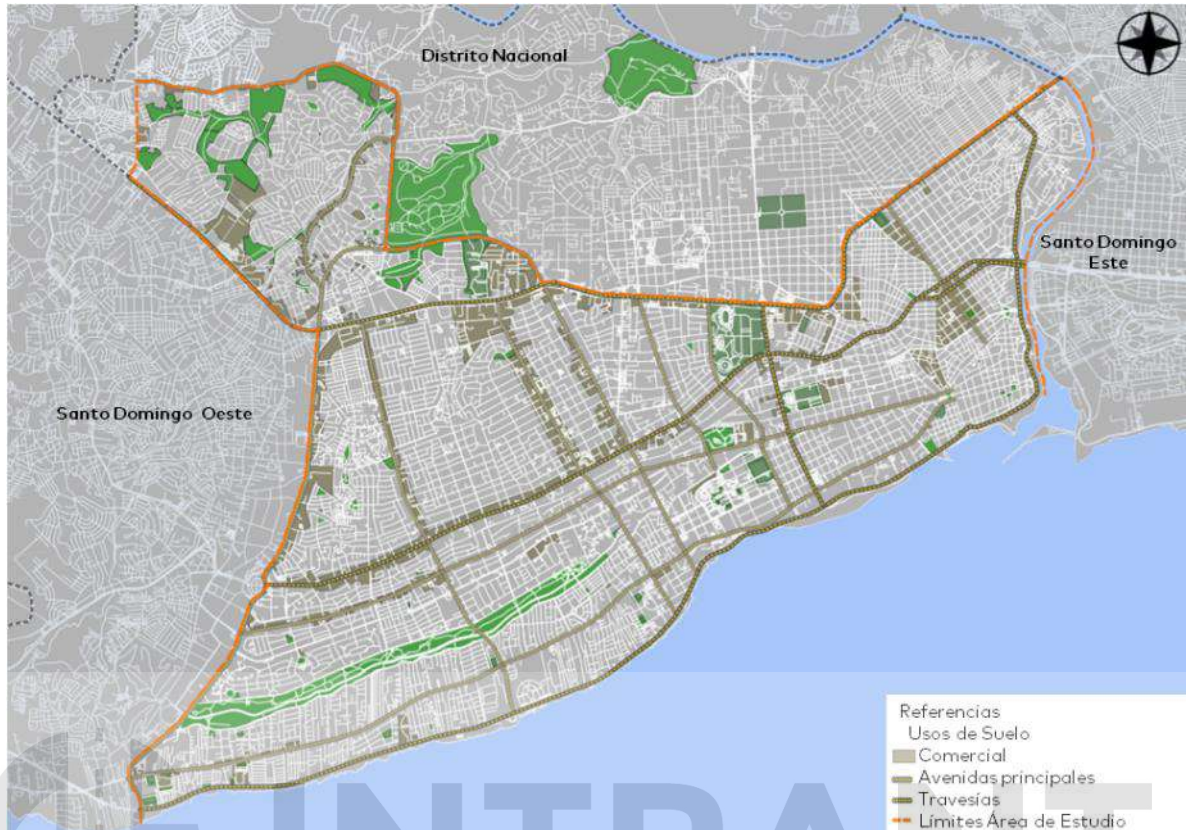 Distrito Nacional
Santo Domingo
Este
Santo Domingo Oeste
Referencias
Usos de Suelo
Comercial
Avenidas principales
Travesías
Límites Área de Estudio
INTRANT